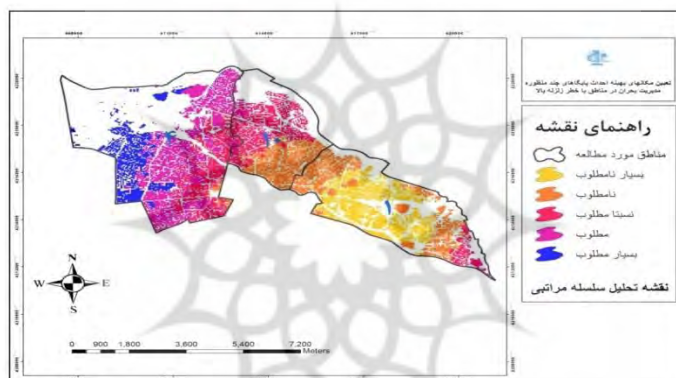 تعیین مکانهای بهینه احداث پایگاههای چند منظوره
مدیریت بحران در مناطق با خطر زلزله بالا
راهنمای نقشه
مناطق مورد مطالعه
بسیار نامطلوب
نامطلوب
نسبتا مطلوب
مطلوب
بسیار مطلوب
نقشه تحلیل سلسله مراتبی
N
W E
S
0 900 1,800 3,600 5,400 7,200
Meters